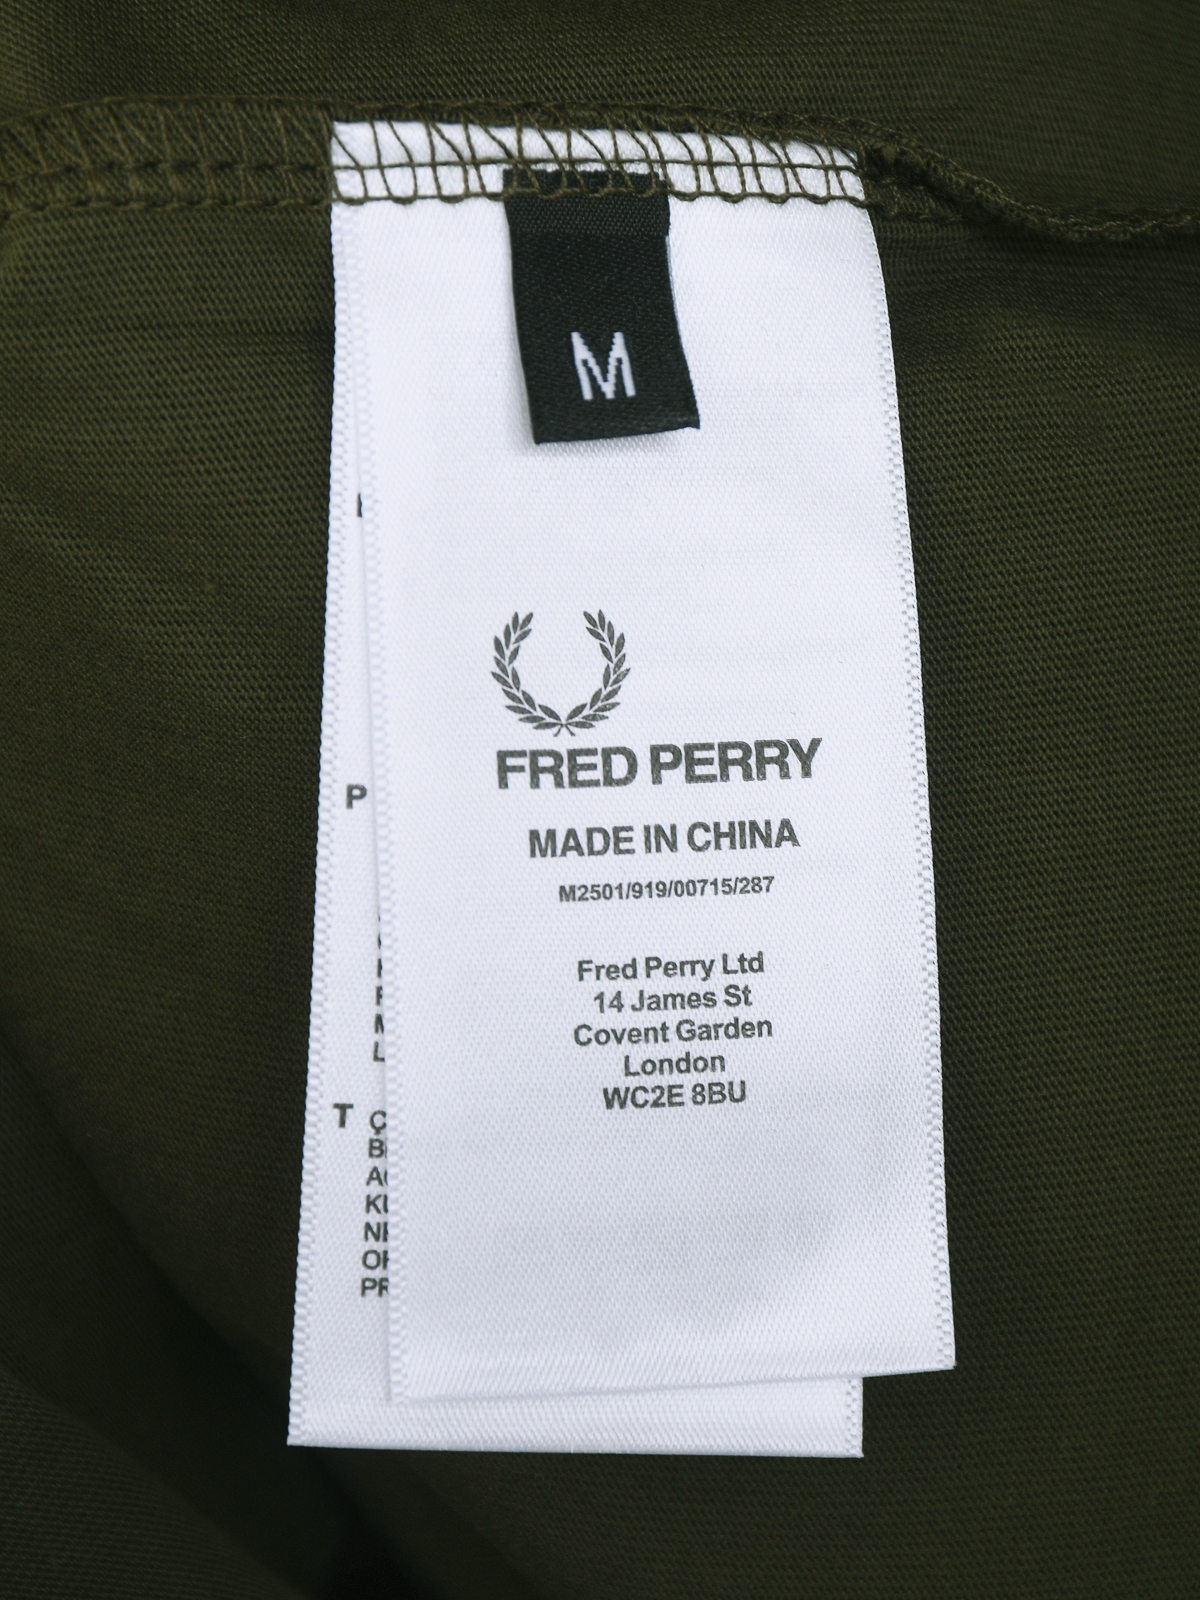 M
FRED PERRY
MADE IN CHINA
M2501/919/00715/287
Fred Perry Ltd
14 James St
Covent Garden
London
WC2E 8BU
P
T